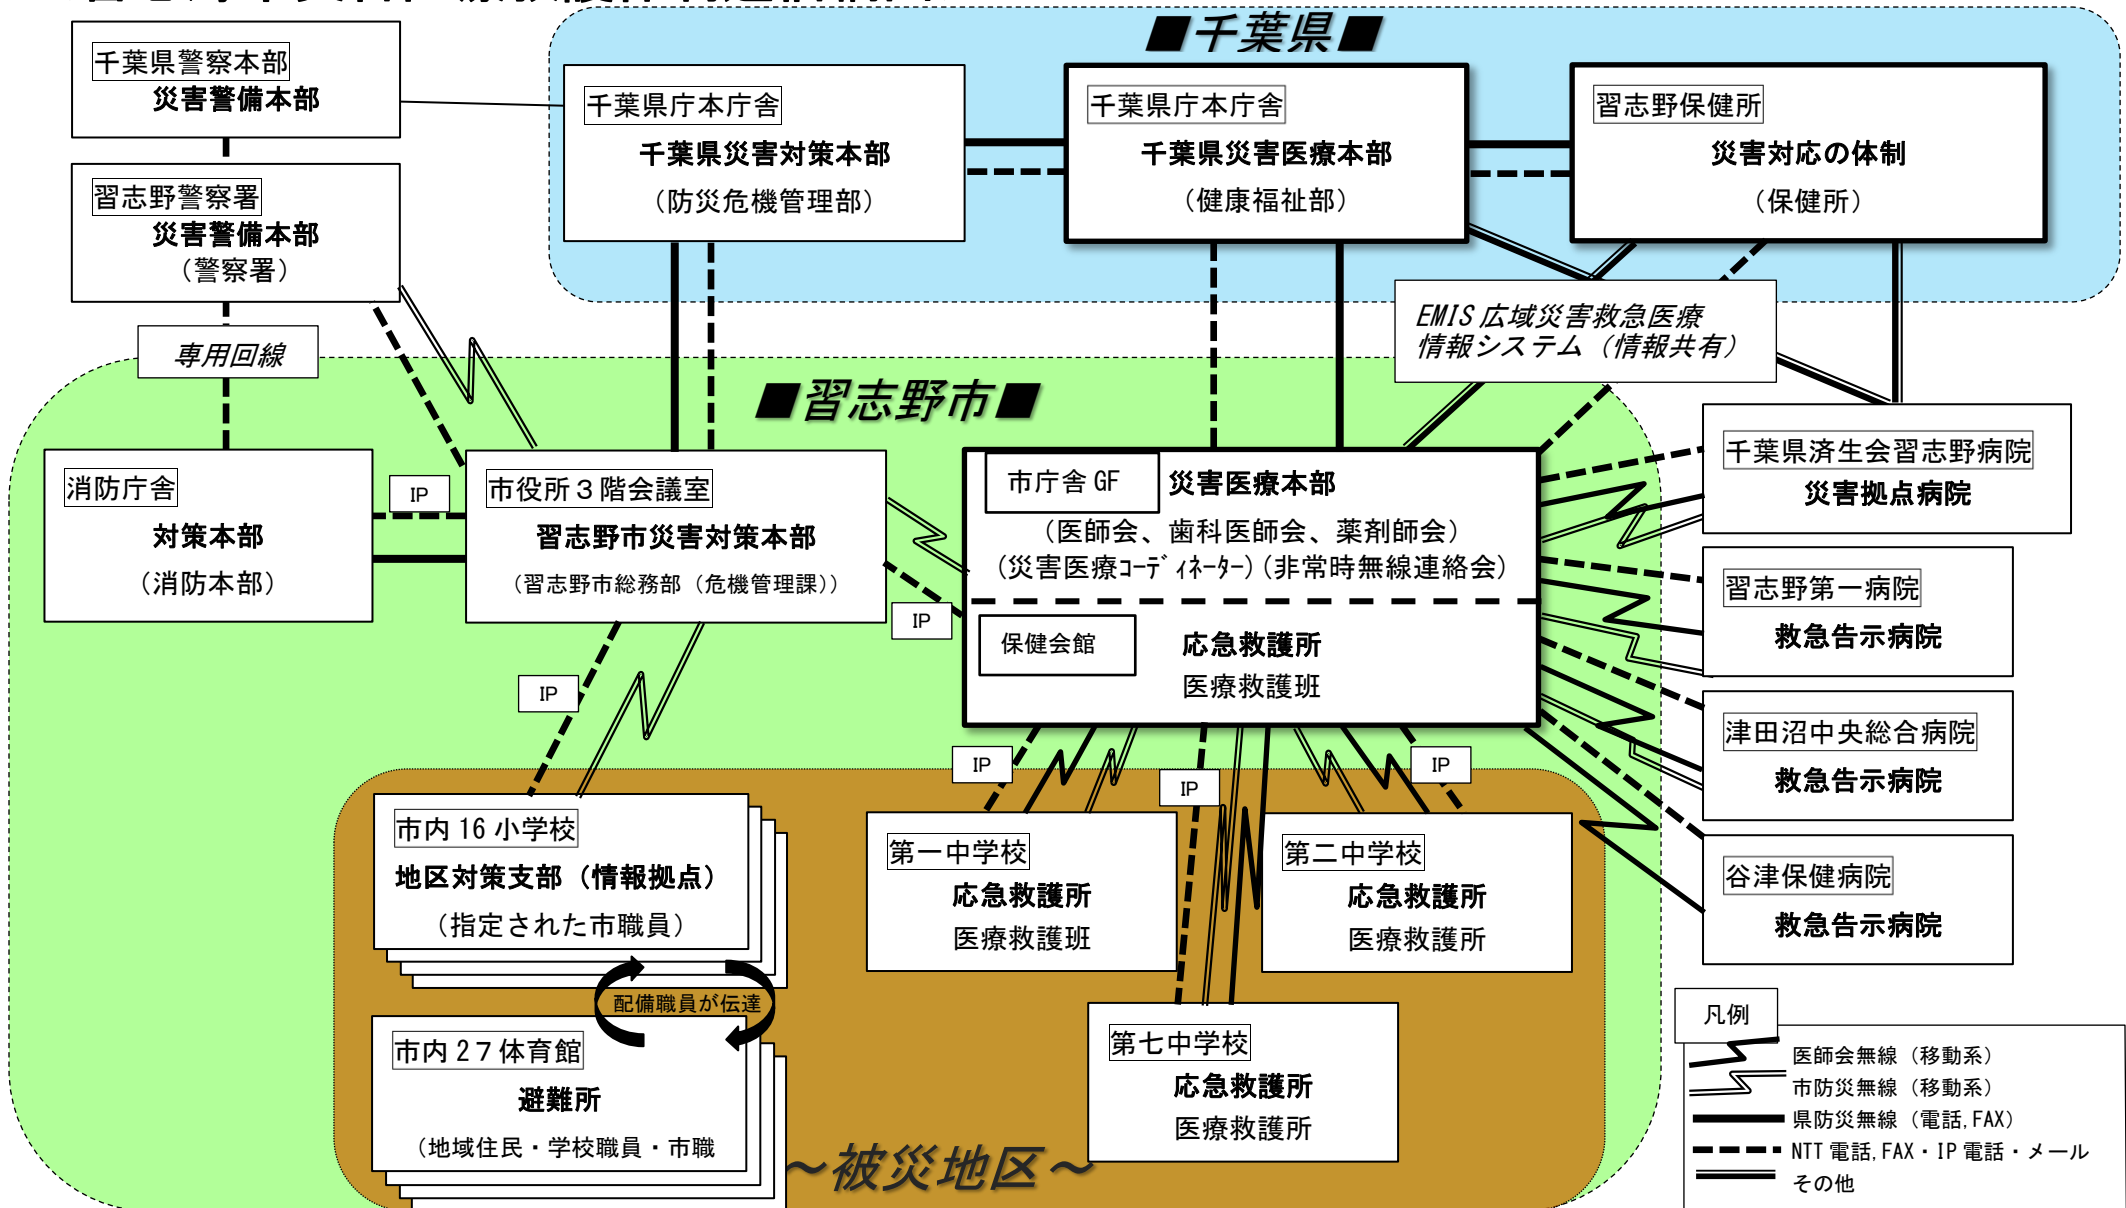 ■千葉県■
千葉県警察本部
災害警備本部
習志野警察署
災害警備本部
（警察署）
専用回線
千葉県庁本庁舎
千葉県災害対策本部
（防災危機管理部）
千葉県庁本庁舎
千葉県災害医療本部
（健康福祉部）
習志野保健所
災害対応の体制
（保健所）
EMIS 広域災害救急医療
情報システム（情報共有）
■習志野市■
消防庁舎
対策本部
（消防本部）
IP
市役所３階会議室
習志野市災害対策本部
（習志野市総務部（危機管理課））
IP
IP
市庁舎 GF
災害医療本部
（医師会、歯科医師会、薬剤師会）
(災害医療ｺｰﾃﾞｨﾈｰﾀｰ)(非常時無線連絡会)
保健会館
応急救護所
医療救護班
千葉県済生会習志野病院
災害拠点病院
習志野第一病院
救急告示病院
津田沼中央総合病院
救急告示病院
谷津保健病院
救急告示病院
IP
IP
IP
市内 16 小学校
地区対策支部（情報拠点）
（指定された市職員）
配備職員が伝達
市内２７体育館
避難所
（地域住民・学校職員・市職
第一中学校
応急救護所
医療救護班
第二中学校
応急救護所
医療救護所
第七中学校
応急救護所
医療救護所
～被災地区～
凡例
医師会無線（移動系）
市防災無線（移動系）
県防災無線（電話,FAX）
NTT 電話,FAX・IP 電話・メール
その他